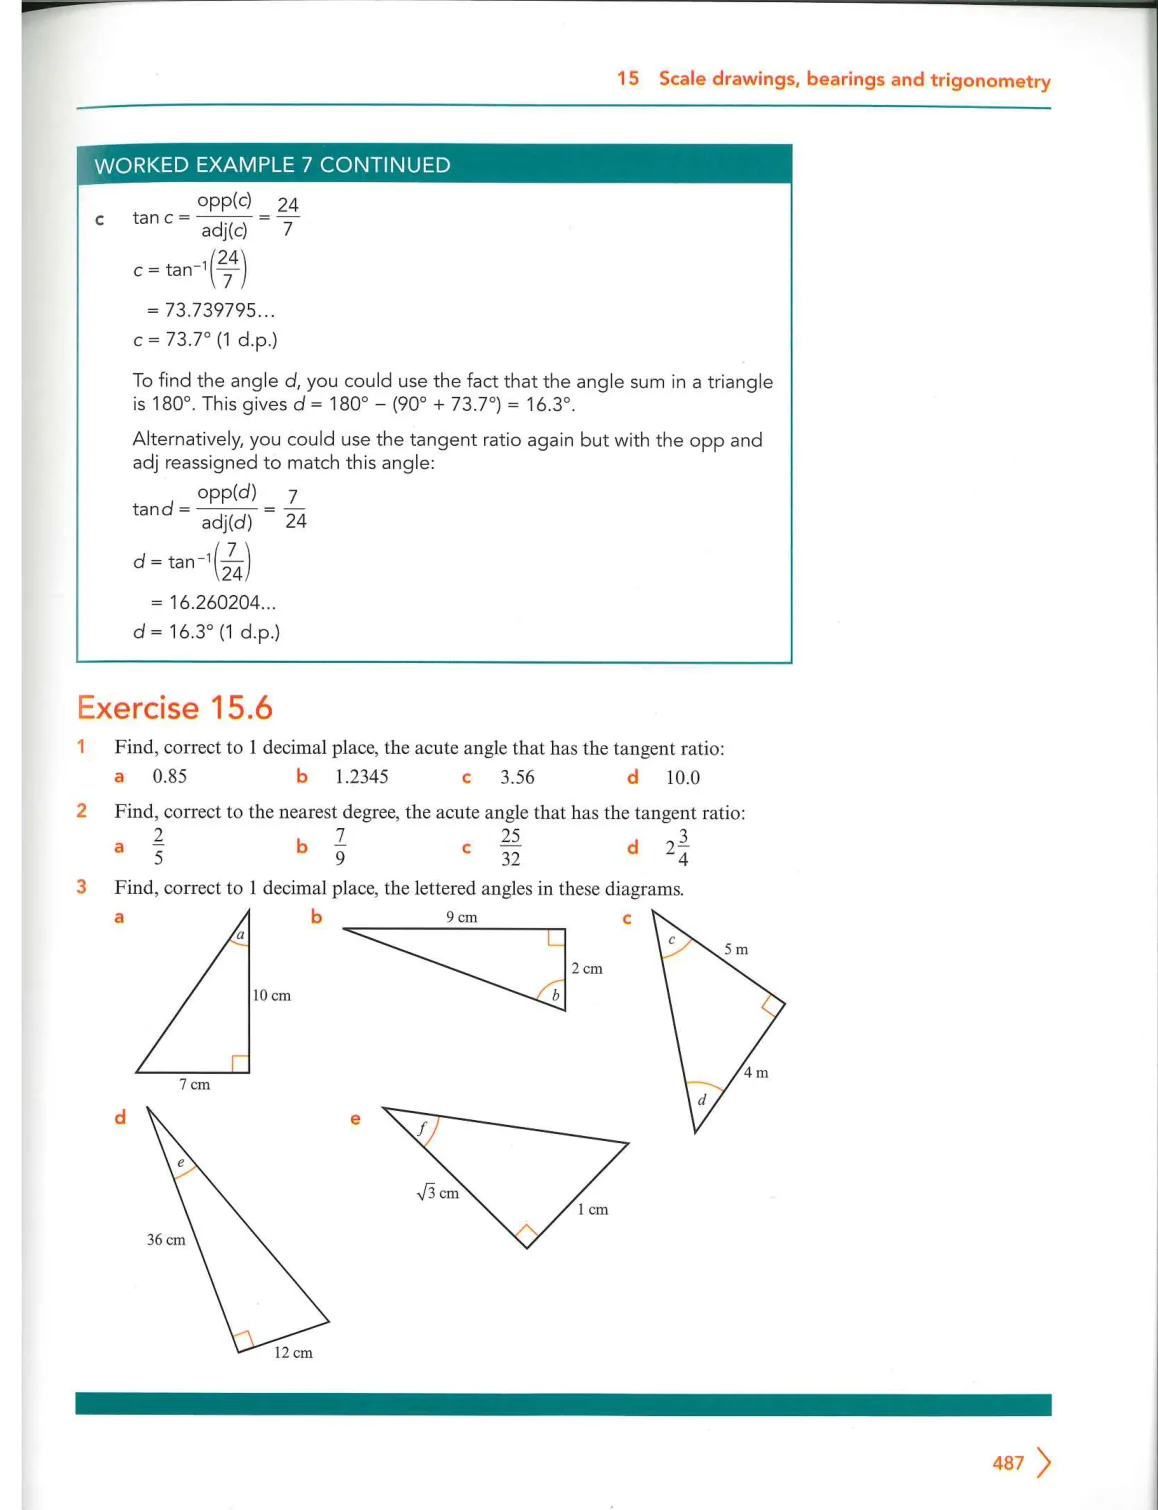 15 Scale drawings, bearings and trigonometry
WORKED EXAMPLE 7 CONTINUED
c tan c = opp(c)/adj(c) = 24/7
c = tan⁻¹(24/7)
= 73.739795...
c = 73.7° (1 d.p.)
To find the angle d, you could use the fact that the angle sum in a triangle
is 180°. This gives d = 180° – (90° + 73.7°) = 16.3°.
Alternatively, you could use the tangent ratio again but with the opp and
adj reassigned to match this angle:
tand = opp(d)/adj(d) = 7/24
d = tan⁻¹(7/24)
= 16.260204...
d = 16.3° (1 d.p.)
Exercise 15.6
1 Find, correct to 1 decimal place, the acute angle that has the tangent ratio:
a 0.85 b 1.2345 c 3.56 d 10.0
2 Find, correct to the nearest degree, the acute angle that has the tangent ratio:
a 2/5 b 7/9 c 25/32 d 2 3/4
3 Find, correct to 1 decimal place, the lettered angles in these diagrams.
a b 9 cm c
a c 5 m
2 cm
10 cm b
7 cm 4 m
d
d e f
e
√3 cm
1 cm
36 cm
12 cm
487